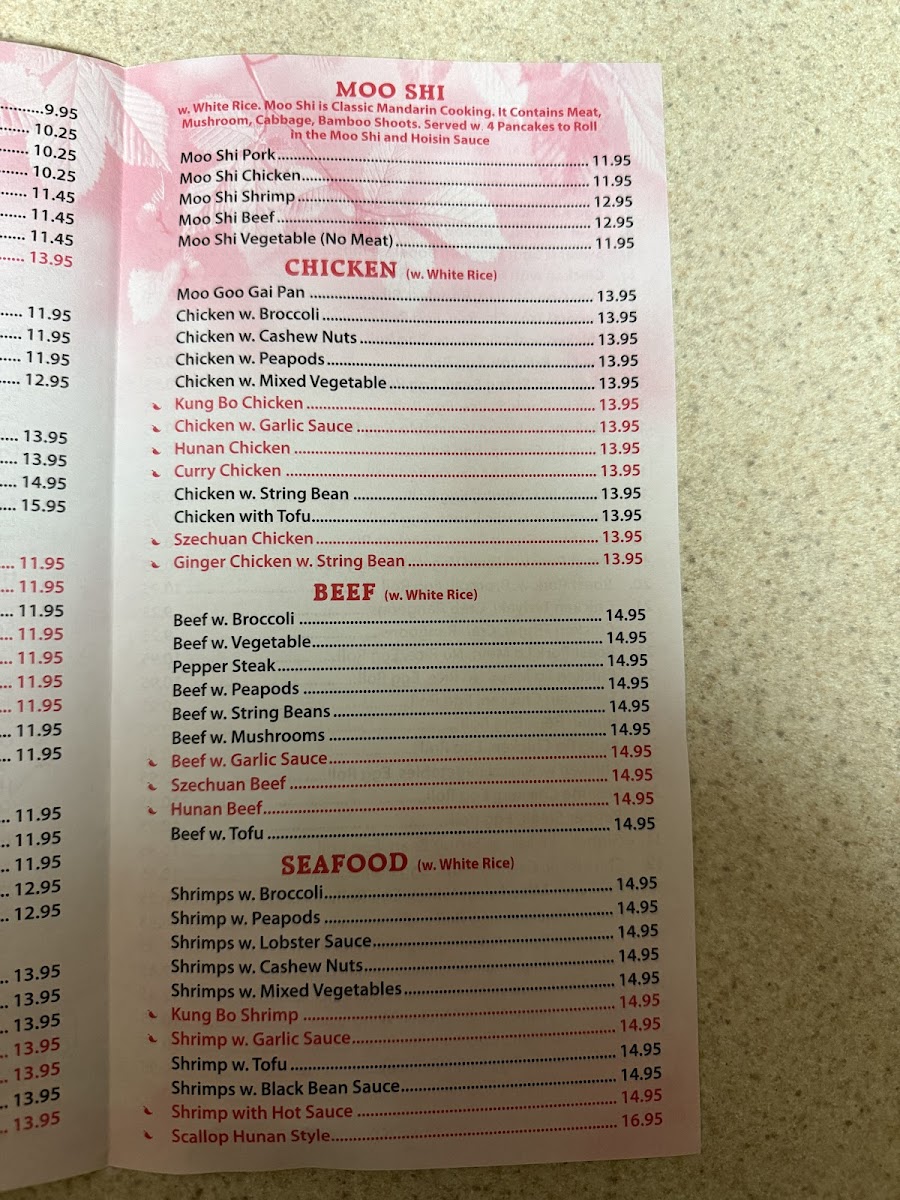 .........9.95
....... 10.25
....... 10.25
....... 10.25
....... 11.45
....... 11.45
....... 11.45
...... 13.95
..... 11.95
..... 11.95
..... 11.95
..... 12.95
.... 13.95
.... 13.95
.... 14.95
.... 15.95
.... 11.95
.... 11.95
... 11.95
... 11.95
... 11.95
... 11.95
... 11.95
... 11.95
... 11.95
.. 11.95
.. 11.95
.. 11.95
.. 12.95
.. 12.95
.. 13.95
.. 13.95
.. 13.95
.. 13.95
.. 13.95
.. 13.95
.. 13.95
MOO SHI
w. White Rice. Moo Shi is Classic Mandarin Cooking. It Contains Meat,
Mushroom, Cabbage, Bamboo Shoots. Served w. 4 Pancakes to Roll
in the Moo Shi and Hoisin Sauce
Moo Shi Pork........ 11.95
Moo Shi Chicken........ 11.95
Moo Shi Shrimp........ 12.95
Moo Shi Beef........ 12.95
Moo Shi Vegetable (No Meat)........ 11.95
CHICKEN (w. White Rice)
Moo Goo Gai Pan ........ 13.95
Chicken w. Broccoli........ 13.95
Chicken w. Cashew Nuts........ 13.95
Chicken w. Peapods........ 13.95
Chicken w. Mixed Vegetable........ 13.95
Kung Bo Chicken ........ 13.95
Chicken w. Garlic Sauce ........ 13.95
Hunan Chicken ........ 13.95
Curry Chicken ........ 13.95
Chicken w. String Bean ........ 13.95
Chicken with Tofu........ 13.95
Szechuan Chicken........ 13.95
Ginger Chicken w. String Bean ........ 13.95
BEEF (w. White Rice)
Beef w. Broccoli ........ 14.95
Beef w. Vegetable........ 14.95
Pepper Steak........ 14.95
Beef w. Peapods ........ 14.95
Beef w. String Beans ........ 14.95
Beef w. Mushrooms ........ 14.95
Beef w. Garlic Sauce........ 14.95
Szechuan Beef ........ 14.95
Hunan Beef........ 14.95
Beef w. Tofu ........ 14.95
SEAFOOD (w. White Rice)
Shrimps w. Broccoli........ 14.95
Shrimp w. Peapods ........ 14.95
Shrimps w. Lobster Sauce........ 14.95
Shrimps w. Cashew Nuts........ 14.95
Shrimps w. Mixed Vegetables........ 14.95
Kung Bo Shrimp ........ 14.95
Shrimp w. Garlic Sauce........ 14.95
Shrimp w. Tofu ........ 14.95
Shrimps w. Black Bean Sauce........ 14.95
Shrimp with Hot Sauce ........ 14.95
Scallop Hunan Style........ 16.95